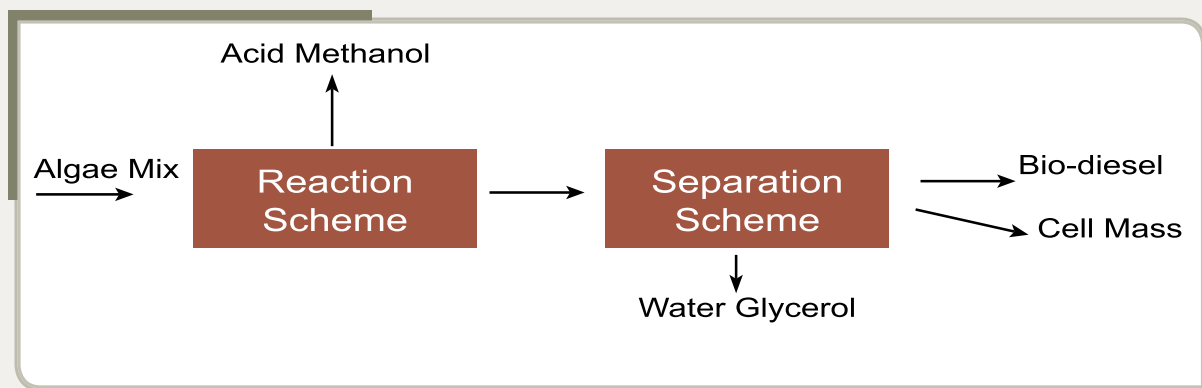 Acid Methanol
Algae Mix
Reaction
Scheme
Separation
Scheme
Bio-diesel
Cell Mass
Water Glycerol